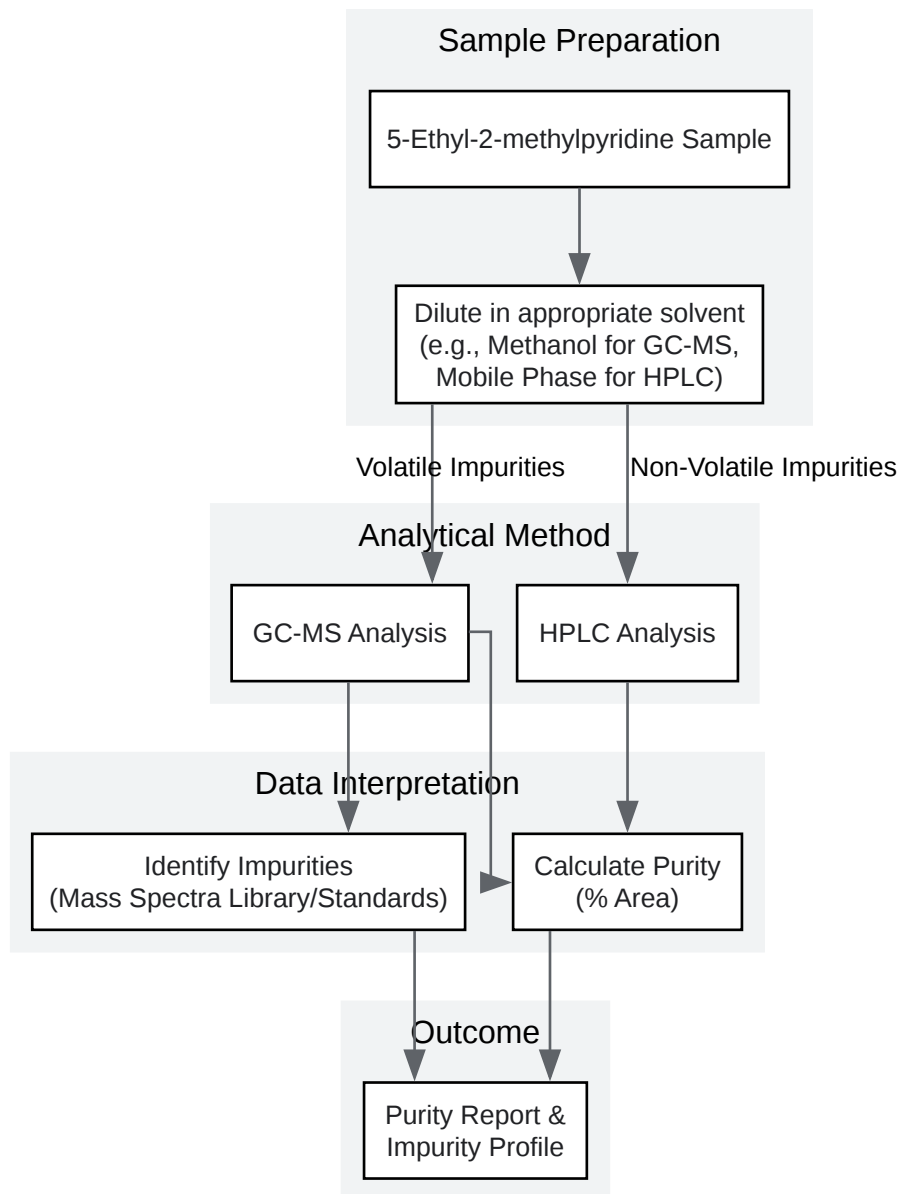 Sample Preparation
5-Ethyl-2-methylpyridine Sample
Dilute in appropriate solvent
(e.g., Methanol for GC-MS,
Mobile Phase for HPLC)
Volatile Impurities
Non-Volatile Impurities
Analytical Method
GC-MS Analysis
HPLC Analysis
Data Interpretation
Identify Impurities
(Mass Spectra Library/Standards)
Calculate Purity
(% Area)
Outcome
Purity Report &
Impurity Profile